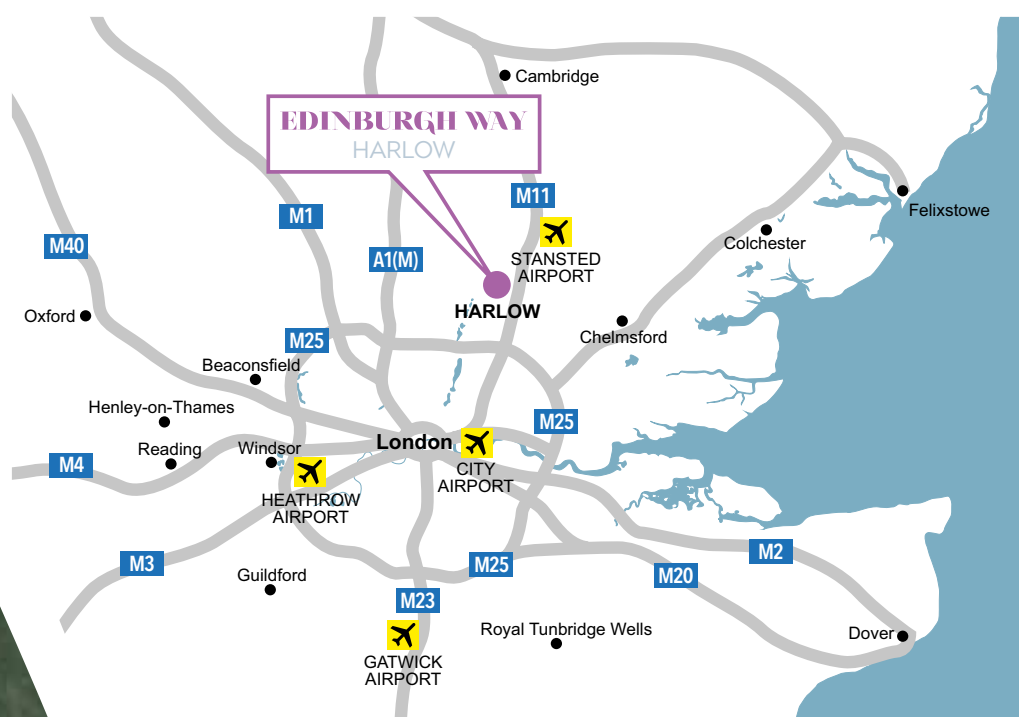 Cambridge
EDINBURGH WAY
HARLOW
M11
M1
Felixstowe
M40
A1(M)
Colchester
STANSTED
AIRPORT
HARLOW
Oxford
Chelmsford
M25
Beaconsfield
Henley-on-Thames
M25
Reading
Windsor
London
M4
CITY
AIRPORT
HEATHROW
AIRPORT
M2
M3
M25
Guildford
M20
M23
Royal Tunbridge Wells
Dover
GATWICK
AIRPORT